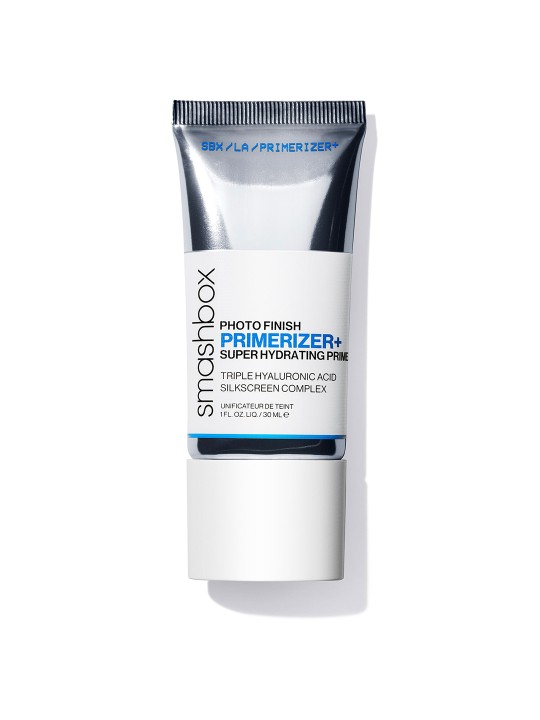 SBX/LA/PRIMERIZER+
smashbox
PHOTO FINISH
PRIMERIZER+
SUPER HYDRATING PRIME
TRIPLE HYALURONIC ACID
SILKSCREEN COMPLEX
UNIFICATEUR DE TEINT
1 FL. OZ. LIQ. / 30 ML ℮